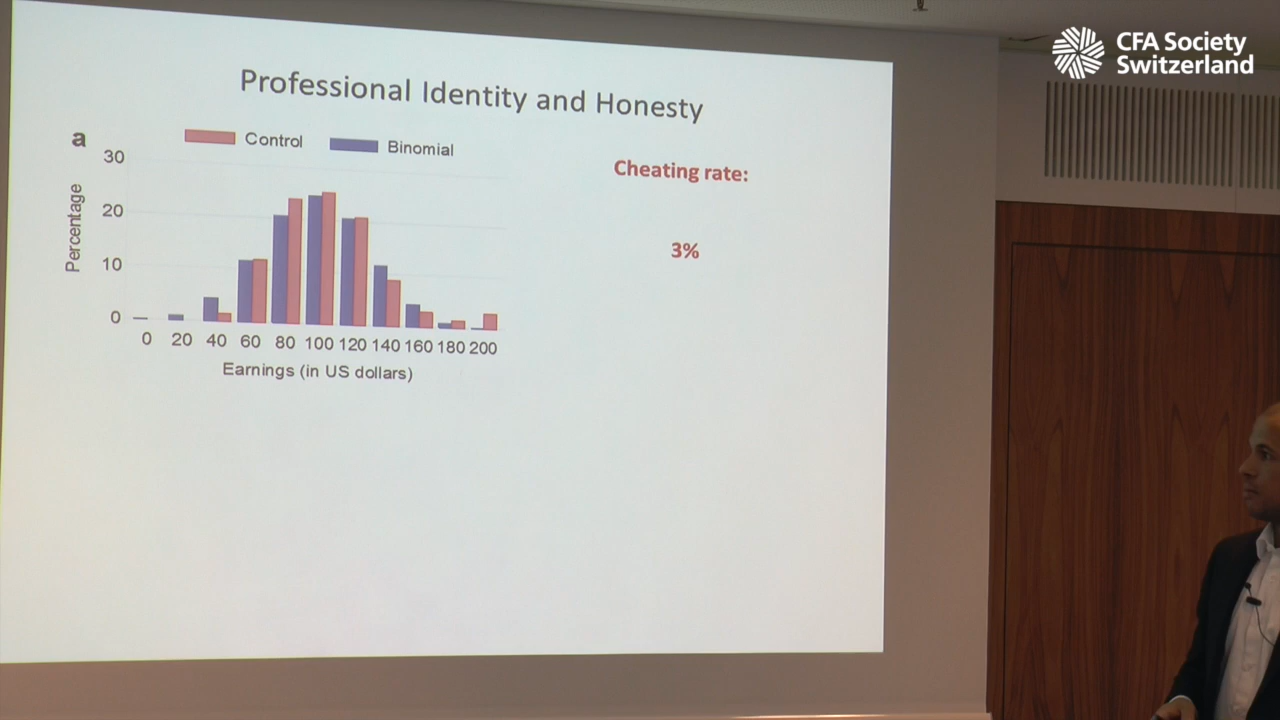 CFA Society
Switzerland
Professional Identity and Honesty
a
Control
Binomial
Percentage
30
20
10
0
0 20 40 60 80 100 120 140 160 180 200
Earnings (in US dollars)
Cheating rate:
3%